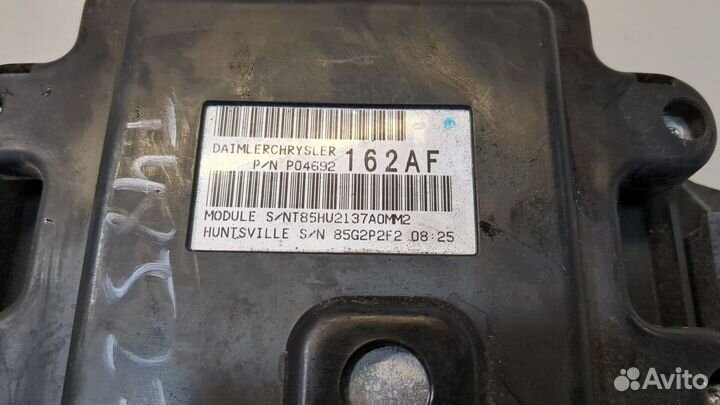 DAIMLERCHRYSLER
P/N P04692 162AF
MODULE S/NT85HU2137A0MM2
HUNTSVILLE S/N 85G2P2F2 08:25
Avito